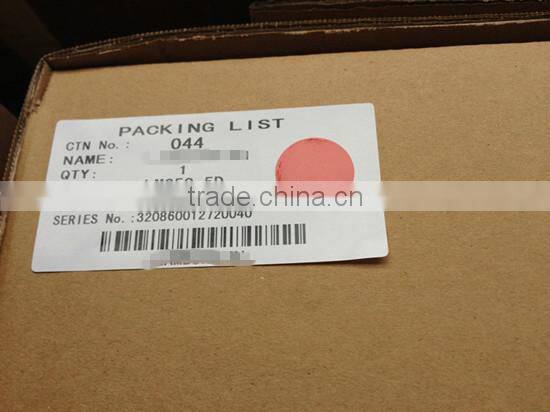 PACKING LIST
CTN No.: 044
NAME:
QTY: 1
trade.china.cn
SERIES No.:320860012720040